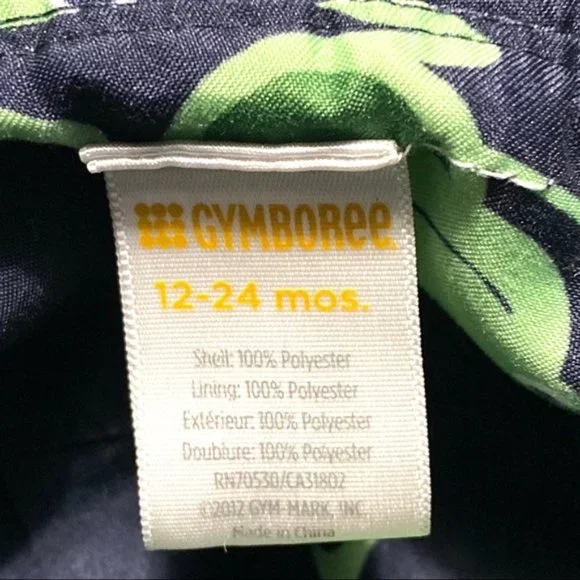 GYMBOREE
12-24 mos.
Shell: 100% Polyester
Lining: 100% Polyester
Extérieur: 100% Polyester
Doublure: 100% Polyester
RN70530/CA31802
©2012 GYM-MARK, INC.
Made in China